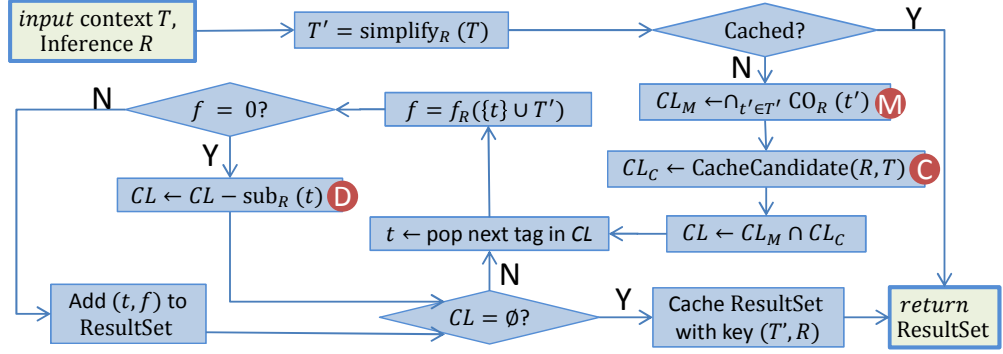 input context T,
Inference R
T′ = simplify_R (T)
Cached?
Y
N
CL_M ←∩_{t′∈T′} CO_R (t′)
M
CL_C ← CacheCandidate(R, T)
C
CL ← CL_M ∩ CL_C
t ← pop next tag in CL
f = f_R({t} ∪ T′)
f = 0?
N
Y
CL ← CL − sub_R (t)
D
Add (t, f) to
ResultSet
CL = ∅?
N
Y
Cache ResultSet
with key (T′, R)
return
ResultSet